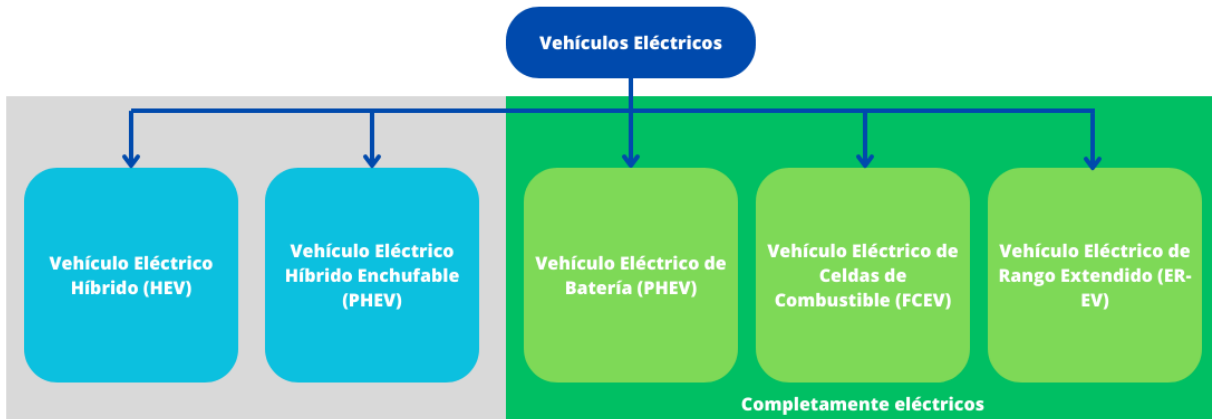 Vehículos Eléctricos
Vehículo Eléctrico
Híbrido (HEV)
Vehículo Eléctrico
Híbrido Enchufable
(PHEV)
Vehículo Eléctrico de
Batería (PHEV)
Vehículo Eléctrico de
Celdas de
Combustible (FCEV)
Vehículo Eléctrico de
Rango Extendido (ER-
EV)
Completamente eléctricos